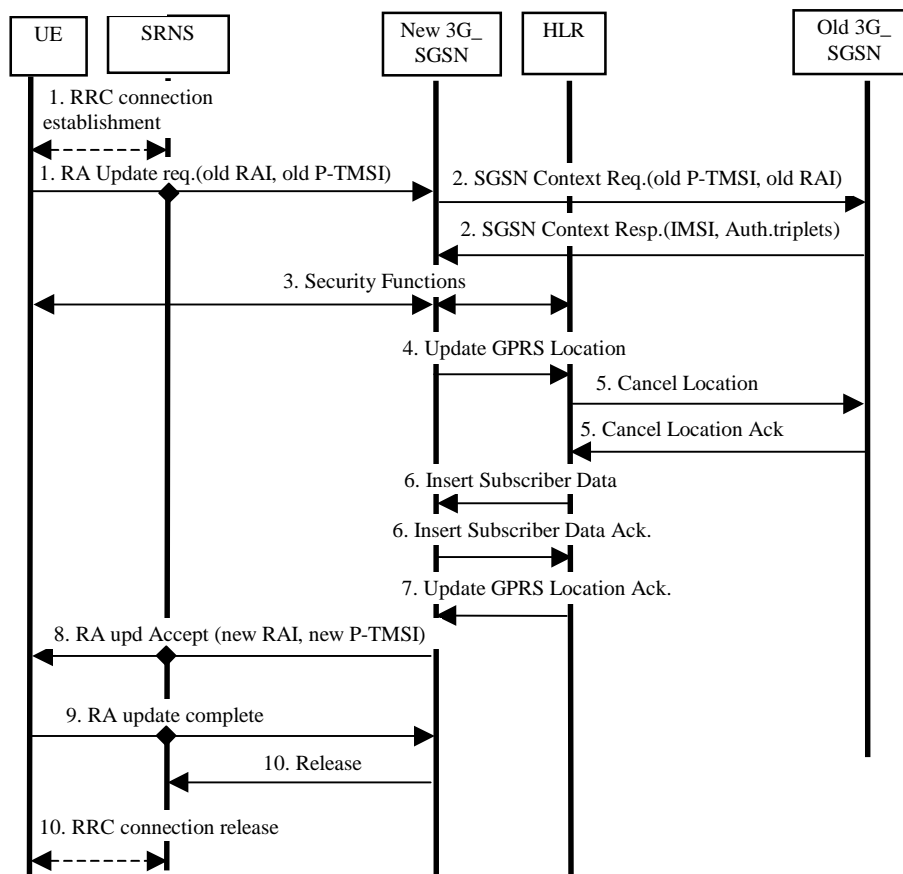 UE
SRNS
New 3G_
SGSN
HLR
Old 3G_
SGSN
1. RRC connection
establishment
1. RA Update req.(old RAI, old P-TMSI)
2. SGSN Context Req.(old P-TMSI, old RAI)
2. SGSN Context Resp.(IMSI, Auth.triplets)
3. Security Functions
4. Update GPRS Location
5. Cancel Location
5. Cancel Location Ack
6. Insert Subscriber Data
6. Insert Subscriber Data Ack.
7. Update GPRS Location Ack.
8. RA upd Accept (new RAI, new P-TMSI)
9. RA update complete
10. Release
10. RRC connection release